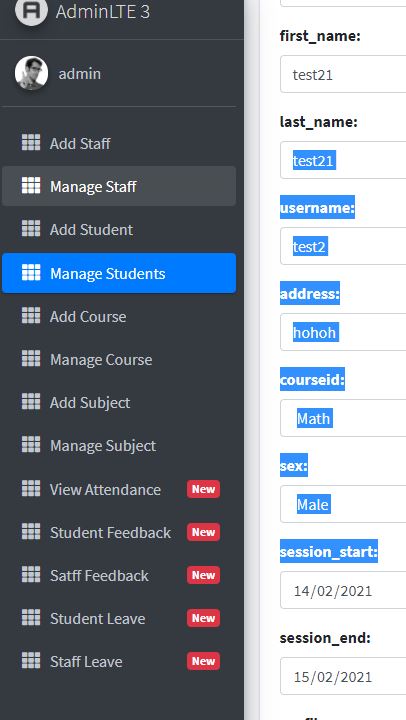 AdminLTE 3
admin
Add Staff
Manage Staff
Add Student
Manage Students
Add Course
Manage Course
Add Subject
Manage Subject
View Attendance New
Student Feedback New
Satff Feedback New
Student Leave New
Staff Leave New
first_name:
test21
last_name:
test21
username:
test2
address:
hohoh
courseid:
Math
sex:
Male
session_start:
14/02/2021
session_end:
15/02/2021